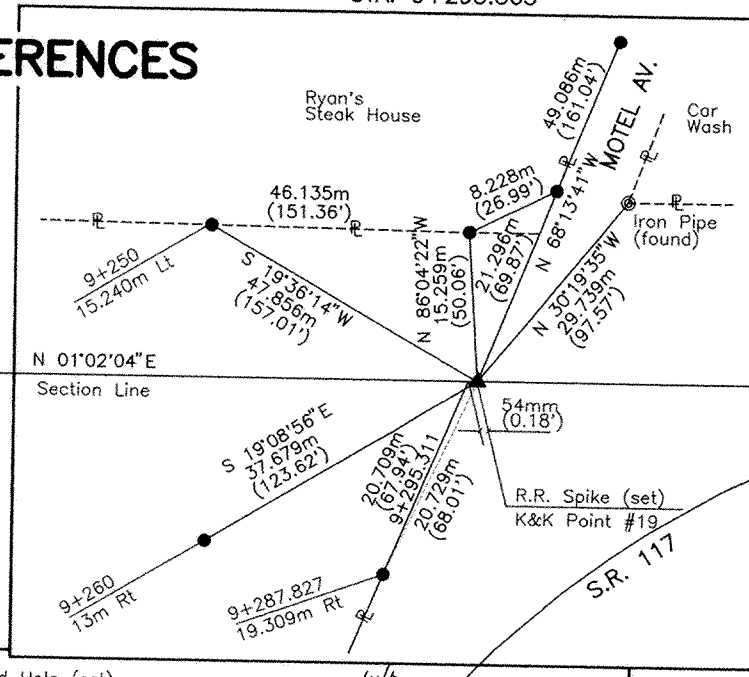 ERENCES
Ryan's
Steak House
49.086m
(161.04')
MOTEL AV.
Car
Wash
46.135m
(151.36')
8.228m
(26.99')
Iron Pipe
(found)
9+250
15.240m Lt
S 19°36'14"W
47.856m
(157.01')
N 86°04'22"W
15.259m
(50.06')
21.296m
(69.87')
N 68°13'41"W
N 30°19'35"W
29.739m
(97.57')
N 01°02'04"E
Section Line
54mm
(0.18')
S 19°08'56"E
37.679m
(123.62')
20.709m
(67.94')
9+295.311
20.729m
(68.01')
R.R. Spike (set)
K&K Point #19
S.R. 117
9+260
13m Rt
9+287.827
19.309m Rt